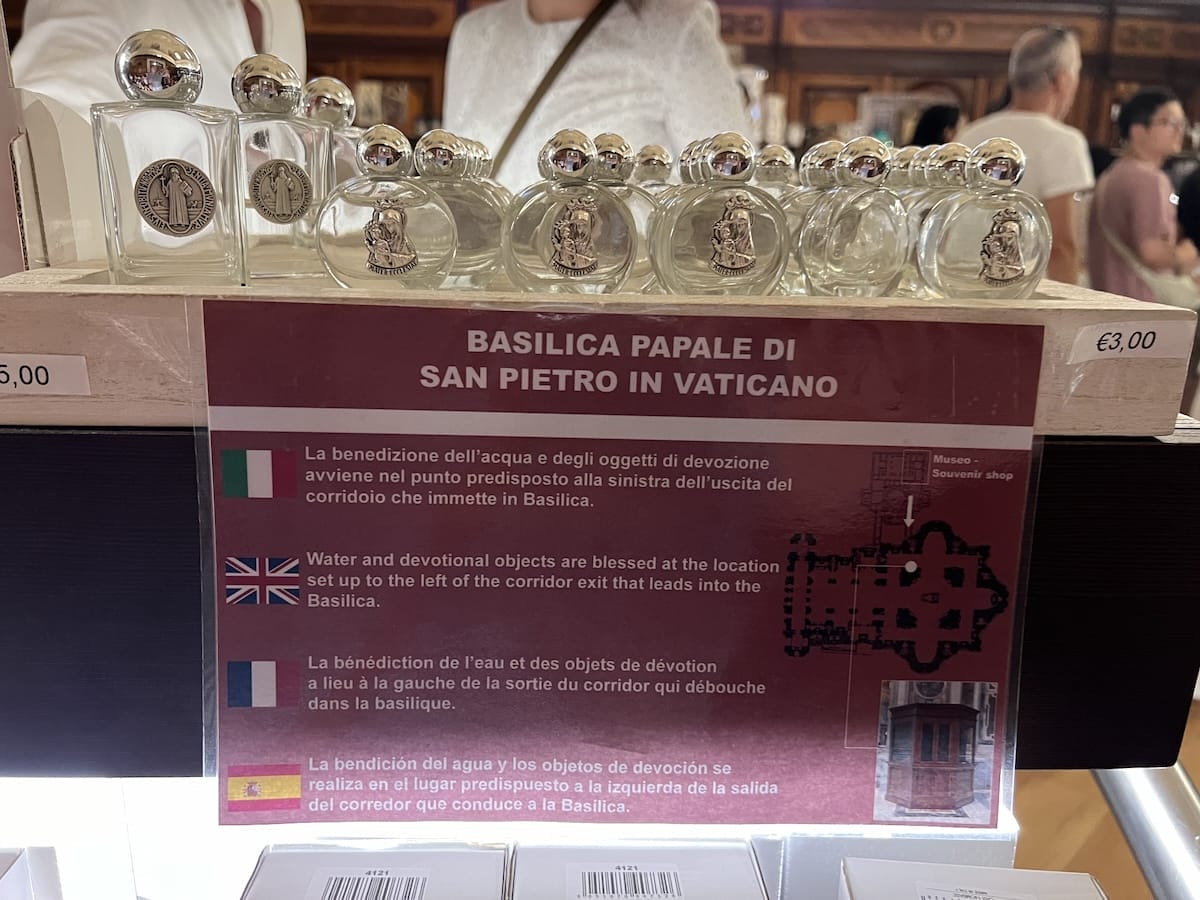 5,00
€3,00
BASILICA PAPALE DI
SAN PIETRO IN VATICANO
La benedizione dell'acqua e degli oggetti di devozione
avviene nel punto predisposto alla sinistra dell'uscita del
corridoio che immette in Basilica.
Museo -
Souvenir shop
Water and devotional objects are blessed at the location
set up to the left of the corridor exit that leads into the
Basilica.
La bénédiction de l'eau et des objets de dévotion
a lieu à la gauche de la sortie du corridor qui débouche
dans la basilique.
La bendición del agua y los objetos de devoción se
realiza en el lugar predispuesto a la izquierda de la salida
del corredor que conduce a la Basílica.
4121
4121